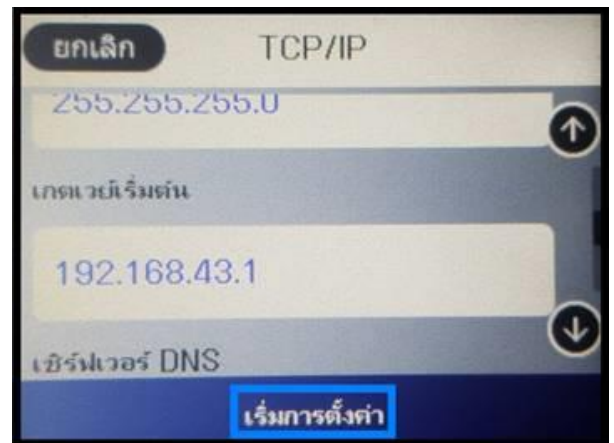 ยกเลิก TCP/IP
255.255.255.0
เกตเวย์เริ่มต้น
192.168.43.1
เซิร์ฟเวอร์ DNS
เริ่มการตั้งค่า